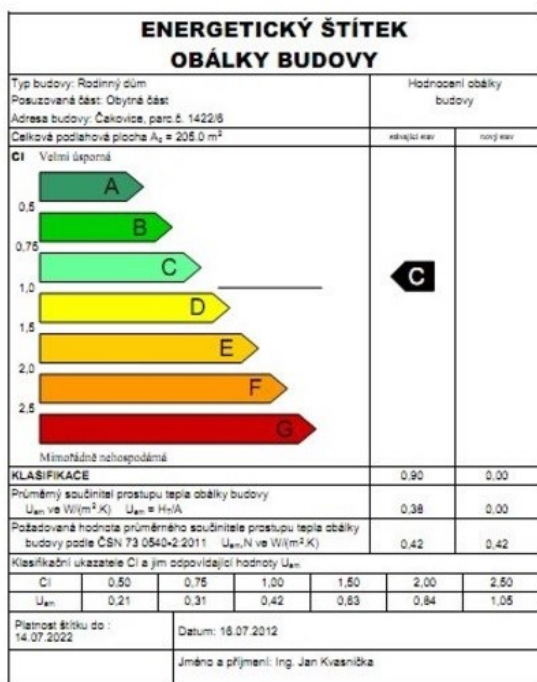 ENERGETICKÝ ŠTÍTEK
OBÁLKY BUDOVY
Typ budovy: Rodinný dům
Posuzovaná část: Obytná část
Adresa budovy: Čakovice, parc.č. 1422/6
Hodnocení obálky
budovy
Celková podlahová plocha Ac = 205.0 m²
stávající stav
nový stav
CI Velmi úsporná
A
0,5
B
0,75
C
C
1,0
D
1,5
E
2,0
F
2,5
G
Mimořádně nehospodárná
KLASIFIKACE 0,90 0,00
Průměrný součinitel prostupu tepla obálky budovy
Uem ve W/(m².K) Uem = HT/A 0,38 0,00
Požadovaná hodnota průměrného součinitele prostupu tepla obálky
budovy podle ČSN 73 0540-2:2011 Uem,N ve W/(m².K) 0,42 0,42
Klasifikační ukazatele CI a jim odpovídající hodnoty Uem
CI 0,50 0,75 1,00 1,50 2,00 2,50
Uem 0,21 0,31 0,42 0,63 0,84 1,05
Platnost štítku do :
14.07.2022
Datum: 16.07.2012
Jméno a příjmení: Ing. Jan Kvasnička